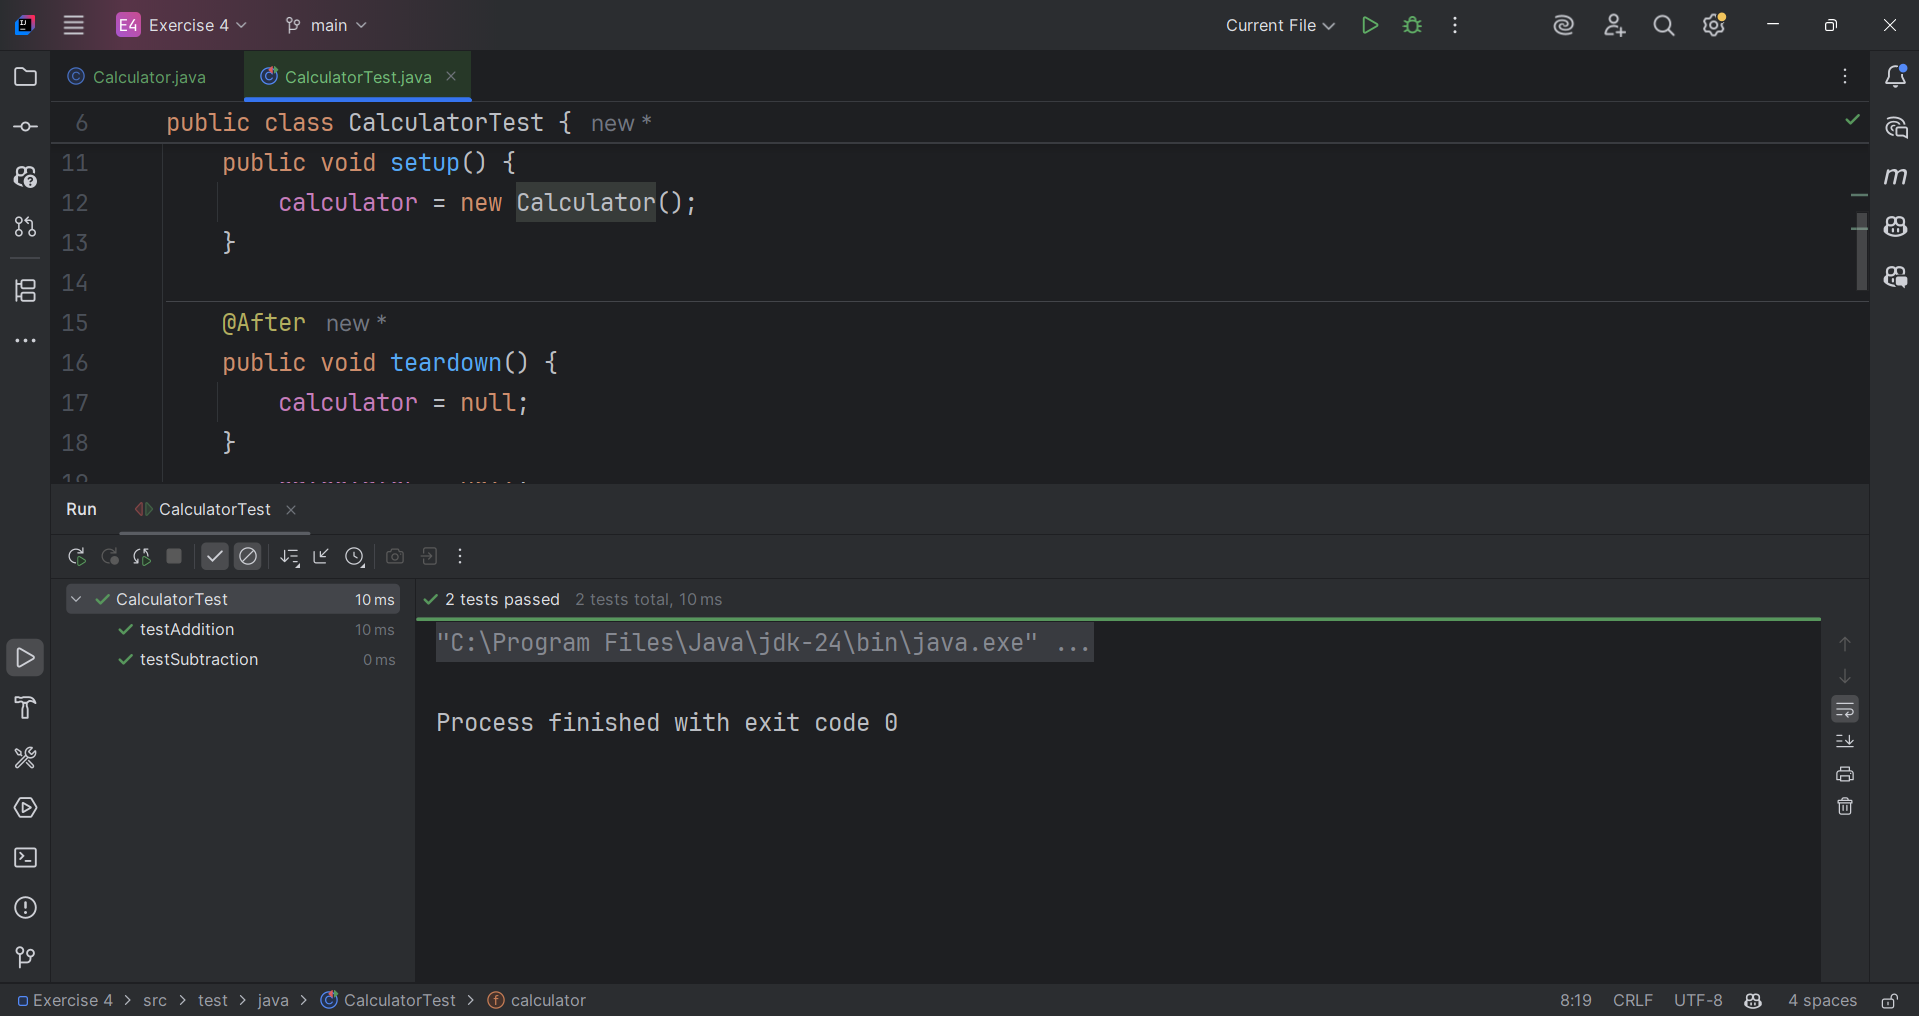 E4 Exercise 4 main Current File
Calculator.java CalculatorTest.java
6 public class CalculatorTest { new *
11 public void setup() {
12 calculator = new Calculator();
13 }
14
15 @After new *
16 public void teardown() {
17 calculator = null;
18 }
Run CalculatorTest
CalculatorTest 10 ms
testAddition 10 ms
testSubtraction 0 ms
2 tests passed 2 tests total, 10 ms
"C:\Program Files\Java\jdk-24\bin\java.exe" ...
Process finished with exit code 0
Exercise 4 > src > test > java > CalculatorTest > calculator 8:19 CRLF UTF-8 4 spaces